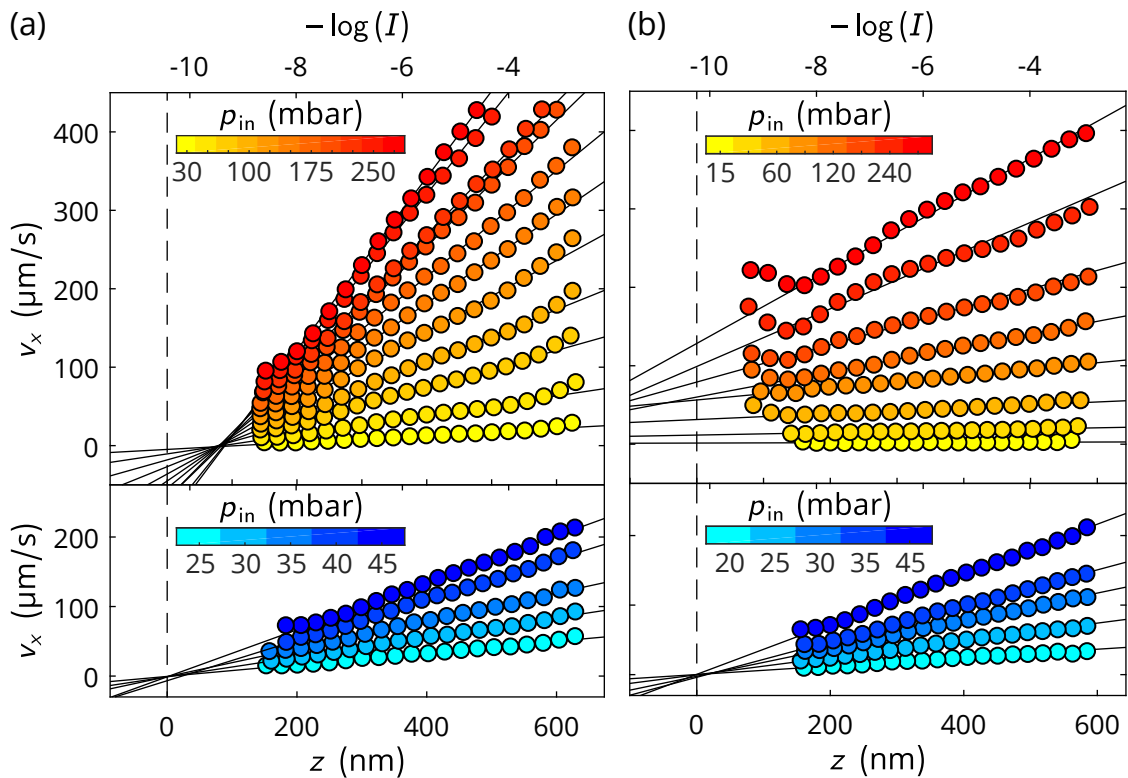 (a)
− log (I)
-10 -8 -6 -4
p_in (mbar)
30 100 175 250
400
300
200
100
0
v_x (μm/s)
p_in (mbar)
25 30 35 40 45
200
100
0
v_x (μm/s)
0 200 400 600
z (nm)
(b)
− log (I)
-10 -8 -6 -4
p_in (mbar)
15 60 120 240
p_in (mbar)
20 25 30 35 45
0 200 400 600
z (nm)